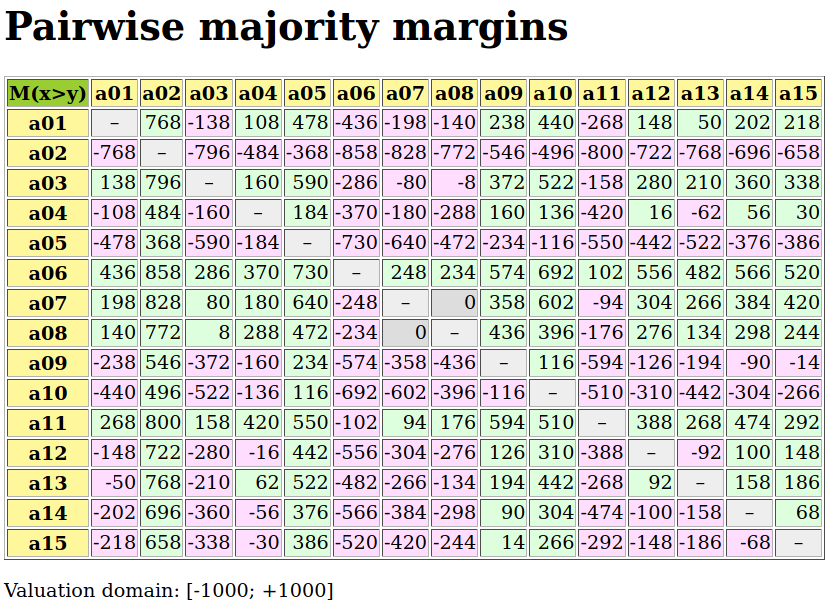 Pairwise majority margins
M(x>y) a01 a02 a03 a04 a05 a06 a07 a08 a09 a10 a11 a12 a13 a14 a15
a01 – 768 -138 108 478 -436 -198 -140 238 440 -268 148 50 202 218
a02 -768 – -796 -484 -368 -858 -828 -772 -546 -496 -800 -722 -768 -696 -658
a03 138 796 – 160 590 -286 -80 -8 372 522 -158 280 210 360 338
a04 -108 484 -160 – 184 -370 -180 -288 160 136 -420 16 -62 56 30
a05 -478 368 -590 -184 – -730 -640 -472 -234 -116 -550 -442 -522 -376 -386
a06 436 858 286 370 730 – 248 234 574 692 102 556 482 566 520
a07 198 828 80 180 640 -248 – 0 358 602 -94 304 266 384 420
a08 140 772 8 288 472 -234 0 – 436 396 -176 276 134 298 244
a09 -238 546 -372 -160 234 -574 -358 -436 – 116 -594 -126 -194 -90 -14
a10 -440 496 -522 -136 116 -692 -602 -396 -116 – -510 -310 -442 -304 -266
a11 268 800 158 420 550 -102 94 176 594 510 – 388 268 474 292
a12 -148 722 -280 -16 442 -556 -304 -276 126 310 -388 – -92 100 148
a13 -50 768 -210 62 522 -482 -266 -134 194 442 -268 92 – 158 186
a14 -202 696 -360 -56 376 -566 -384 -298 90 304 -474 -100 -158 – 68
a15 -218 658 -338 -30 386 -520 -420 -244 14 266 -292 -148 -186 -68 –
Valuation domain: [-1000; +1000]